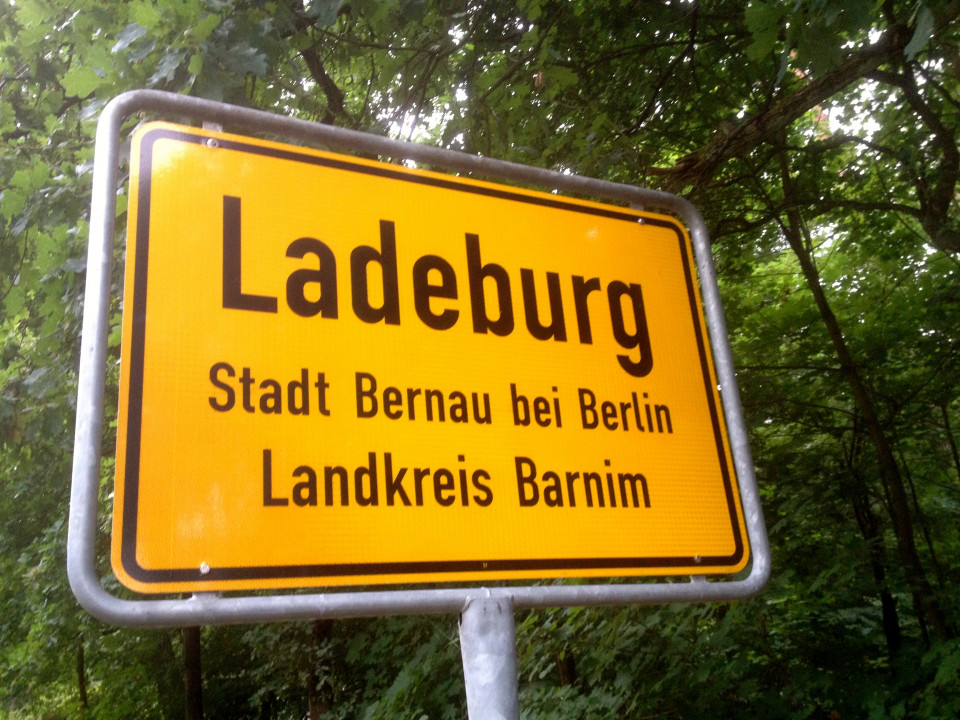 Ladeburg
Stadt Bernau bei Berlin
Landkreis Barnim